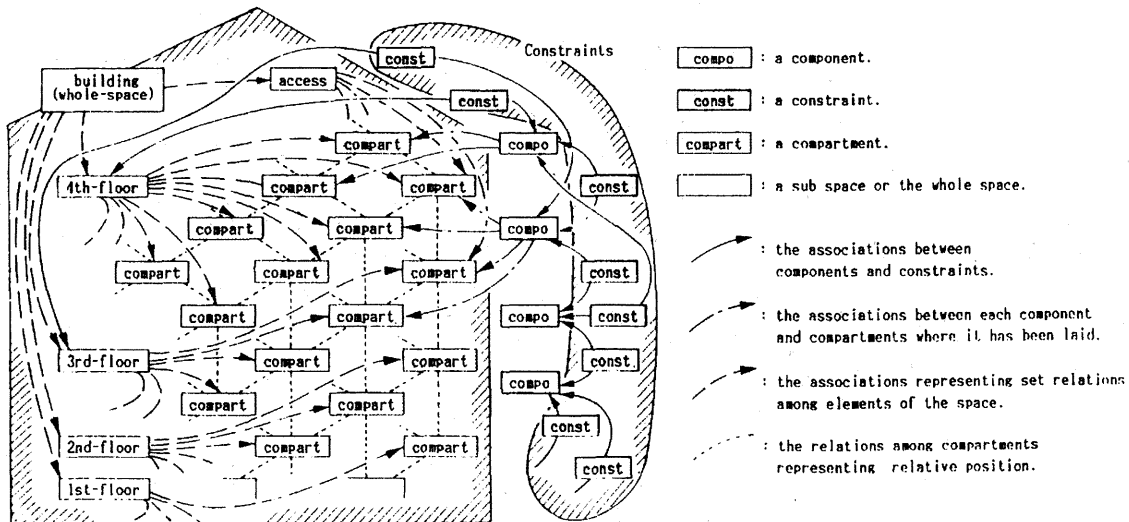 Constraints
const
building
(whole-space)
access
const
compart
compo
4th-floor
compart
compart
const
compart
compart
compo
compart
compart
compart
const
compart
compart
compo
const
3rd-floor
compart
compart
const
compo
compart
compart
const
2nd-floor
compart
compart
const
1st-floor
compo : a component.
const : a constraint.
compart : a compartment.
: a sub space or the whole space.
: the associations between
components and constraints.
: the associations between each component
and compartments where it has been laid.
: the associations representing set relations
among elements of the space.
: the relations among compartments
representing relative position.